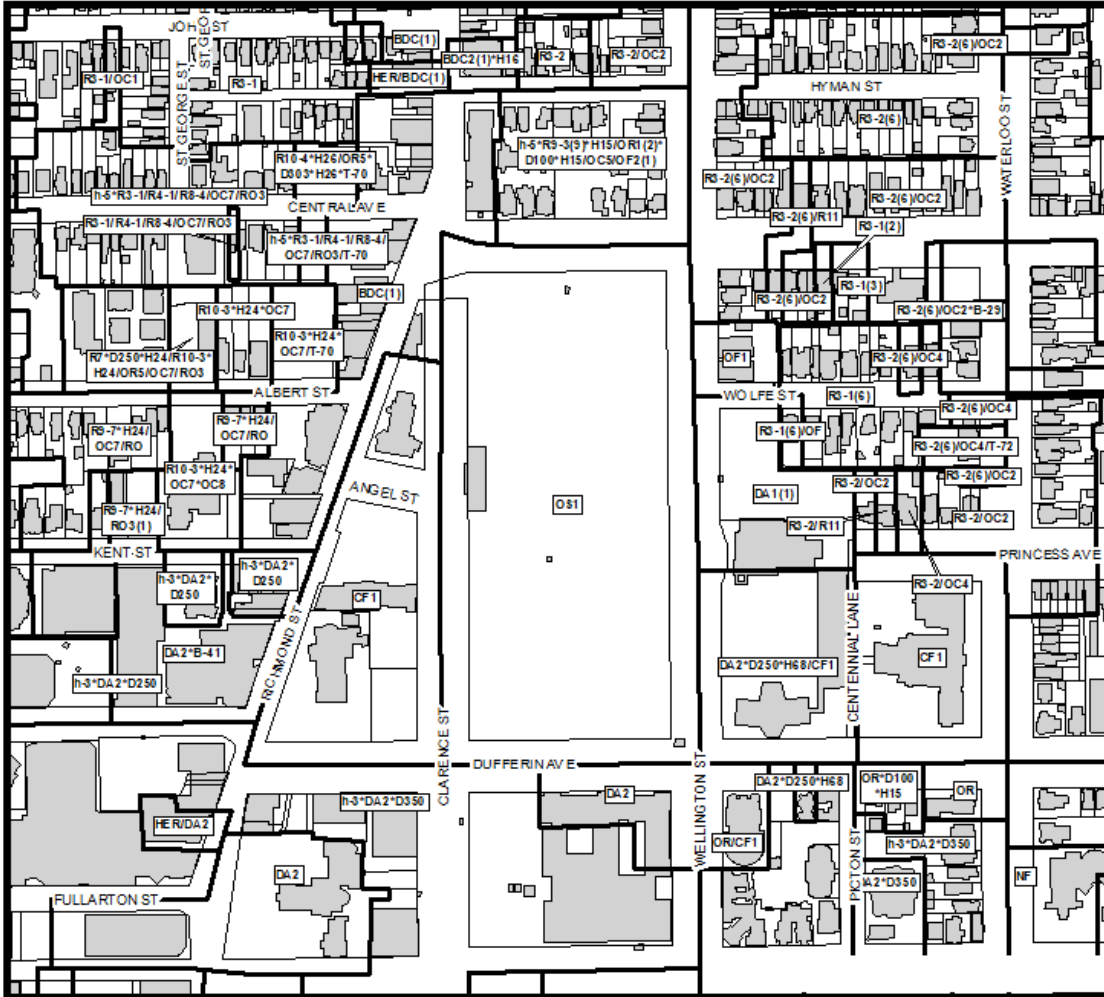 JOHN ST
ST GEORGE
BDC(1)
BDC2(1)*H16
R3-2
R3-2/OC2
R3-2(6)/OC2
R3-1/OC1
R3-1
HER/BDC(1)
HYMAN ST
WATERLOO ST
ST GEORGE ST
R3-2(6)
h-5*R9-3(9)*H15/OR1(2)*
D100*H15/OC5/OF2(1)
R10-4*H26/OR5*
D303*H26*T-70
R3-2(6)/OC2
h-5*R3-1/R4-1/R8-4/OC7/RO3
R3-2(6)/OC2
CENTRAL AVE
R3-2(6)/R11
R3-1/R4-1/R8-4/OC7/RO3
R3-1(2)
h-5*R3-1/R4-1/R8-4/
OC7/RO3/T-70
BDC(1)
R3-1(3)
R3-2(6)/OC2
R10-3*H24*OC7
R3-2(6)/OC2*B-29
R10-3*H24*
OC7/T-70
R7*D250*H24/R10-3*
H24/OR5/OC7/RO3
OF1
R3-2(6)/OC4
ALBERT ST
WOLFE ST
R3-1(6)
R3-2(6)/OC4
R9-7*H24/
OC7/RO
R9-7*H24/
OC7/RO
R3-1(6)/OF
R3-2(6)/OC4/T-72
R10-3*H24*
OC7*OC8
R3-2(6)/OC2
R3-2/OC2
ANGEL ST
DA1(1)
OS1
R9-7*H24/
RO3(1)
R3-2/OC2
R3-2/R11
KENT ST
PRINCESS AVE
h-3*DA2*
D250
h-3*DA2*
D250
R3-2/OC4
CF1
RICHMOND ST
CENTENNIAL LANE
DA2*B-41
CF1
DA2*D250*H68/CF1
h-3*DA2*D250
CLARENCE ST
WELLINGTON ST
DUFFERIN AVE
DA2*D250*H68
OR*D100
*H15
OR
DA2
h-3*DA2*D350
HER/DA2
OR/CF1
PICTON ST
h-3*DA2*D350
DA2
NF
DA2*D350
FULLARTON ST